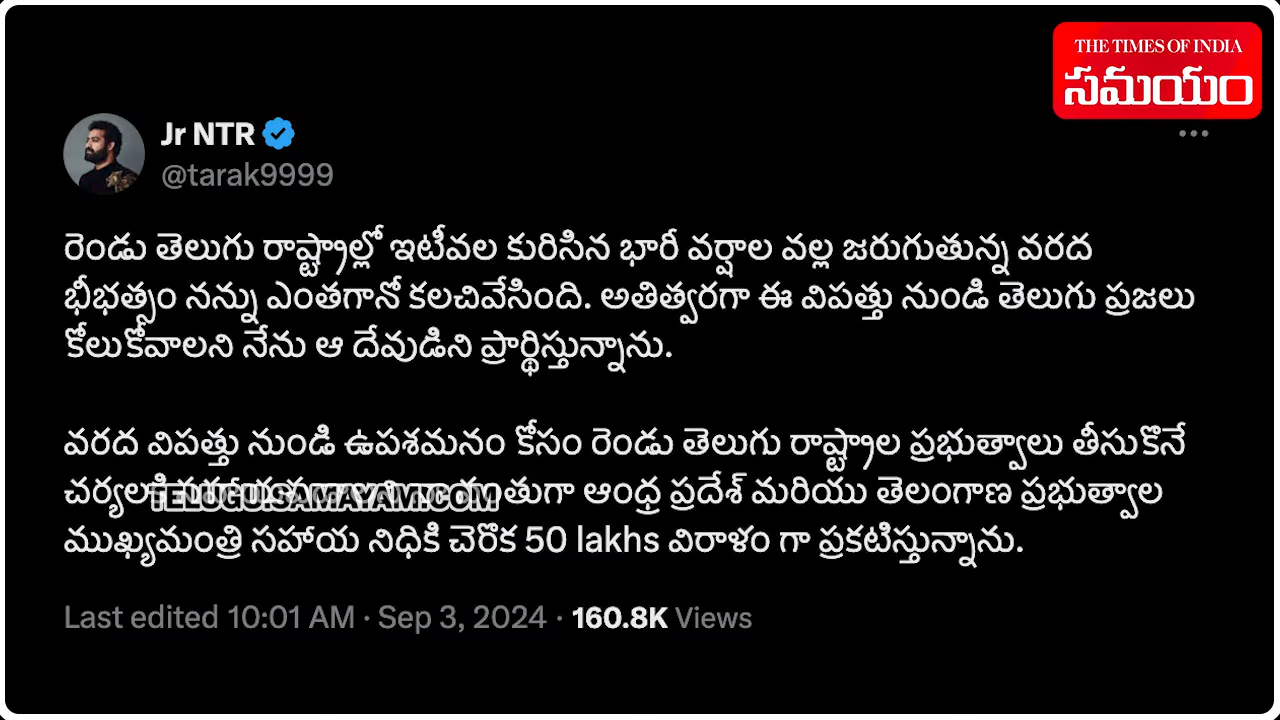 THE TIMES OF INDIA
సమయం
Jr NTR
@tarak9999
రెండు తెలుగు రాష్ట్రాల్లో ఇటీవల కురిసిన భారీ వర్షాల వల్ల జరుగుతున్న వరద
భీభత్సం నన్ను ఎంతగానో కలచివేసింది. అతిత్వరగా ఈ విపత్తు నుండి తెలుగు ప్రజలు
కోలుకోవాలని నేను ఆ దేవుడిని ప్రార్థిస్తున్నాను.
వరద విపత్తు నుండి ఉపశమనం కోసం రెండు తెలుగు రాష్ట్రాల ప్రభుత్వాలు తీసుకొనే
ఆంధ్ర ప్రదేశ్ మరియు తెలంగాణ ప్రభుత్వాల
TELUGU.SAMAYAM.COM
ముఖ్యమంత్రి సహాయ నిధికి చెరొక 50 lakhs విరాళం గా ప్రకటిస్తున్నాను.
Last edited 10:01 AM · Sep 3, 2024 · 160.8K Views